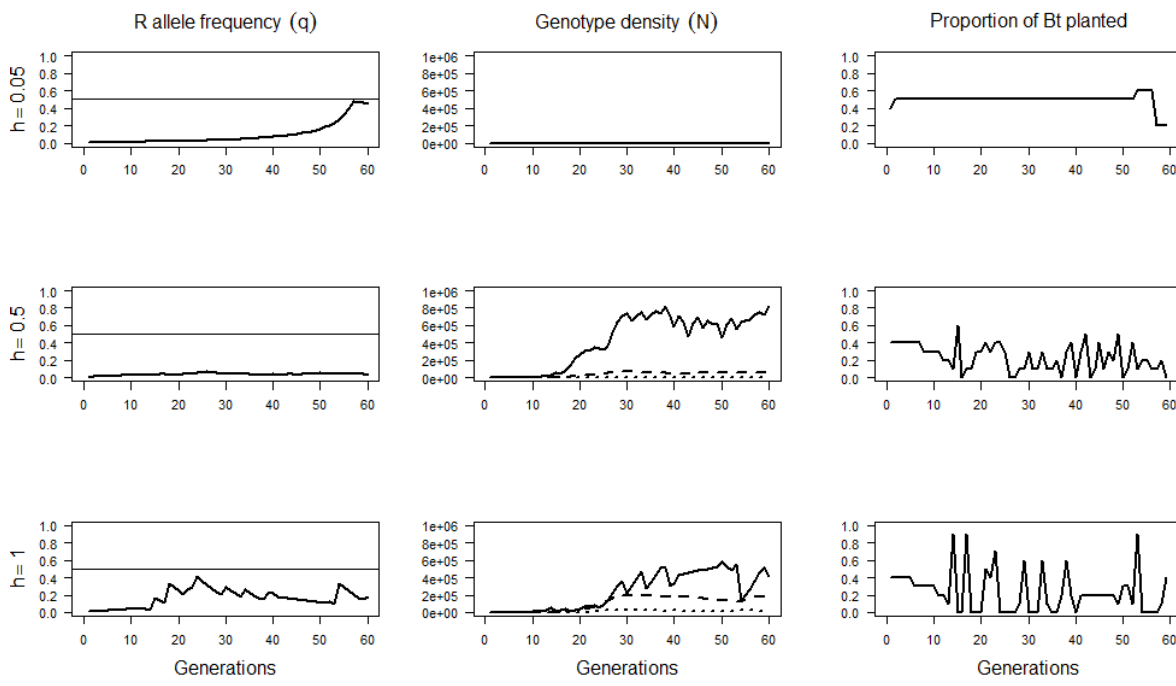 R allele frequency (q) Genotype density (N) Proportion of Bt planted
h = 0.05
1.0 0.8 0.6 0.4 0.2 0.0
0 10 20 30 40 50 60
1e+06 8e+05 6e+05 4e+05 2e+05 0e+00
0 10 20 30 40 50 60
1.0 0.8 0.6 0.4 0.2 0.0
0 10 20 30 40 50 60
h = 0.5
1.0 0.8 0.6 0.4 0.2 0.0
0 10 20 30 40 50 60
1e+06 8e+05 6e+05 4e+05 2e+05 0e+00
0 10 20 30 40 50 60
1.0 0.8 0.6 0.4 0.2 0.0
0 10 20 30 40 50 60
h = 1
1.0 0.8 0.6 0.4 0.2 0.0
0 10 20 30 40 50 60
1e+06 8e+05 6e+05 4e+05 2e+05 0e+00
0 10 20 30 40 50 60
1.0 0.8 0.6 0.4 0.2 0.0
0 10 20 30 40 50 60
Generations Generations Generations